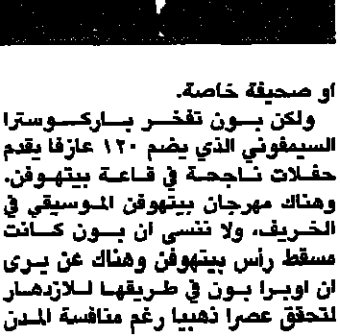 او صحيفة خاصة.
ولكن بون تفخر باركوسترا
السيمفوني الذي يضم ١٢٠ عازفا يقدم
حفلات ناجحة في قاعة بيتهوفن.
وهناك مهرجان بيتهوفن الموسيقي في
الخريف، ولا ننسى ان بون كانت
مسقط رأس بيتهوفن وهناك عن يرى
ان اوبرا بون في طريقها للازدهار
لتحقق عصرا ذهبيا رغم منافسة المدن